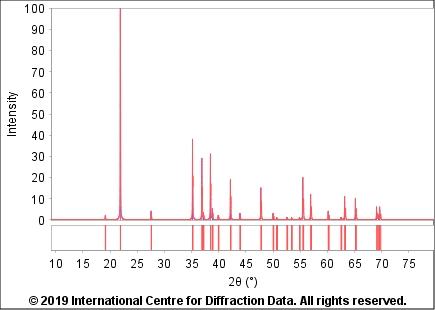 100
90
80
70
60
50
40
30
20
10
0
Intensity
10 15 20 25 30 35 40 45 50 55 60 65 70 75
2θ (°)
© 2019 International Centre for Diffraction Data. All rights reserved.